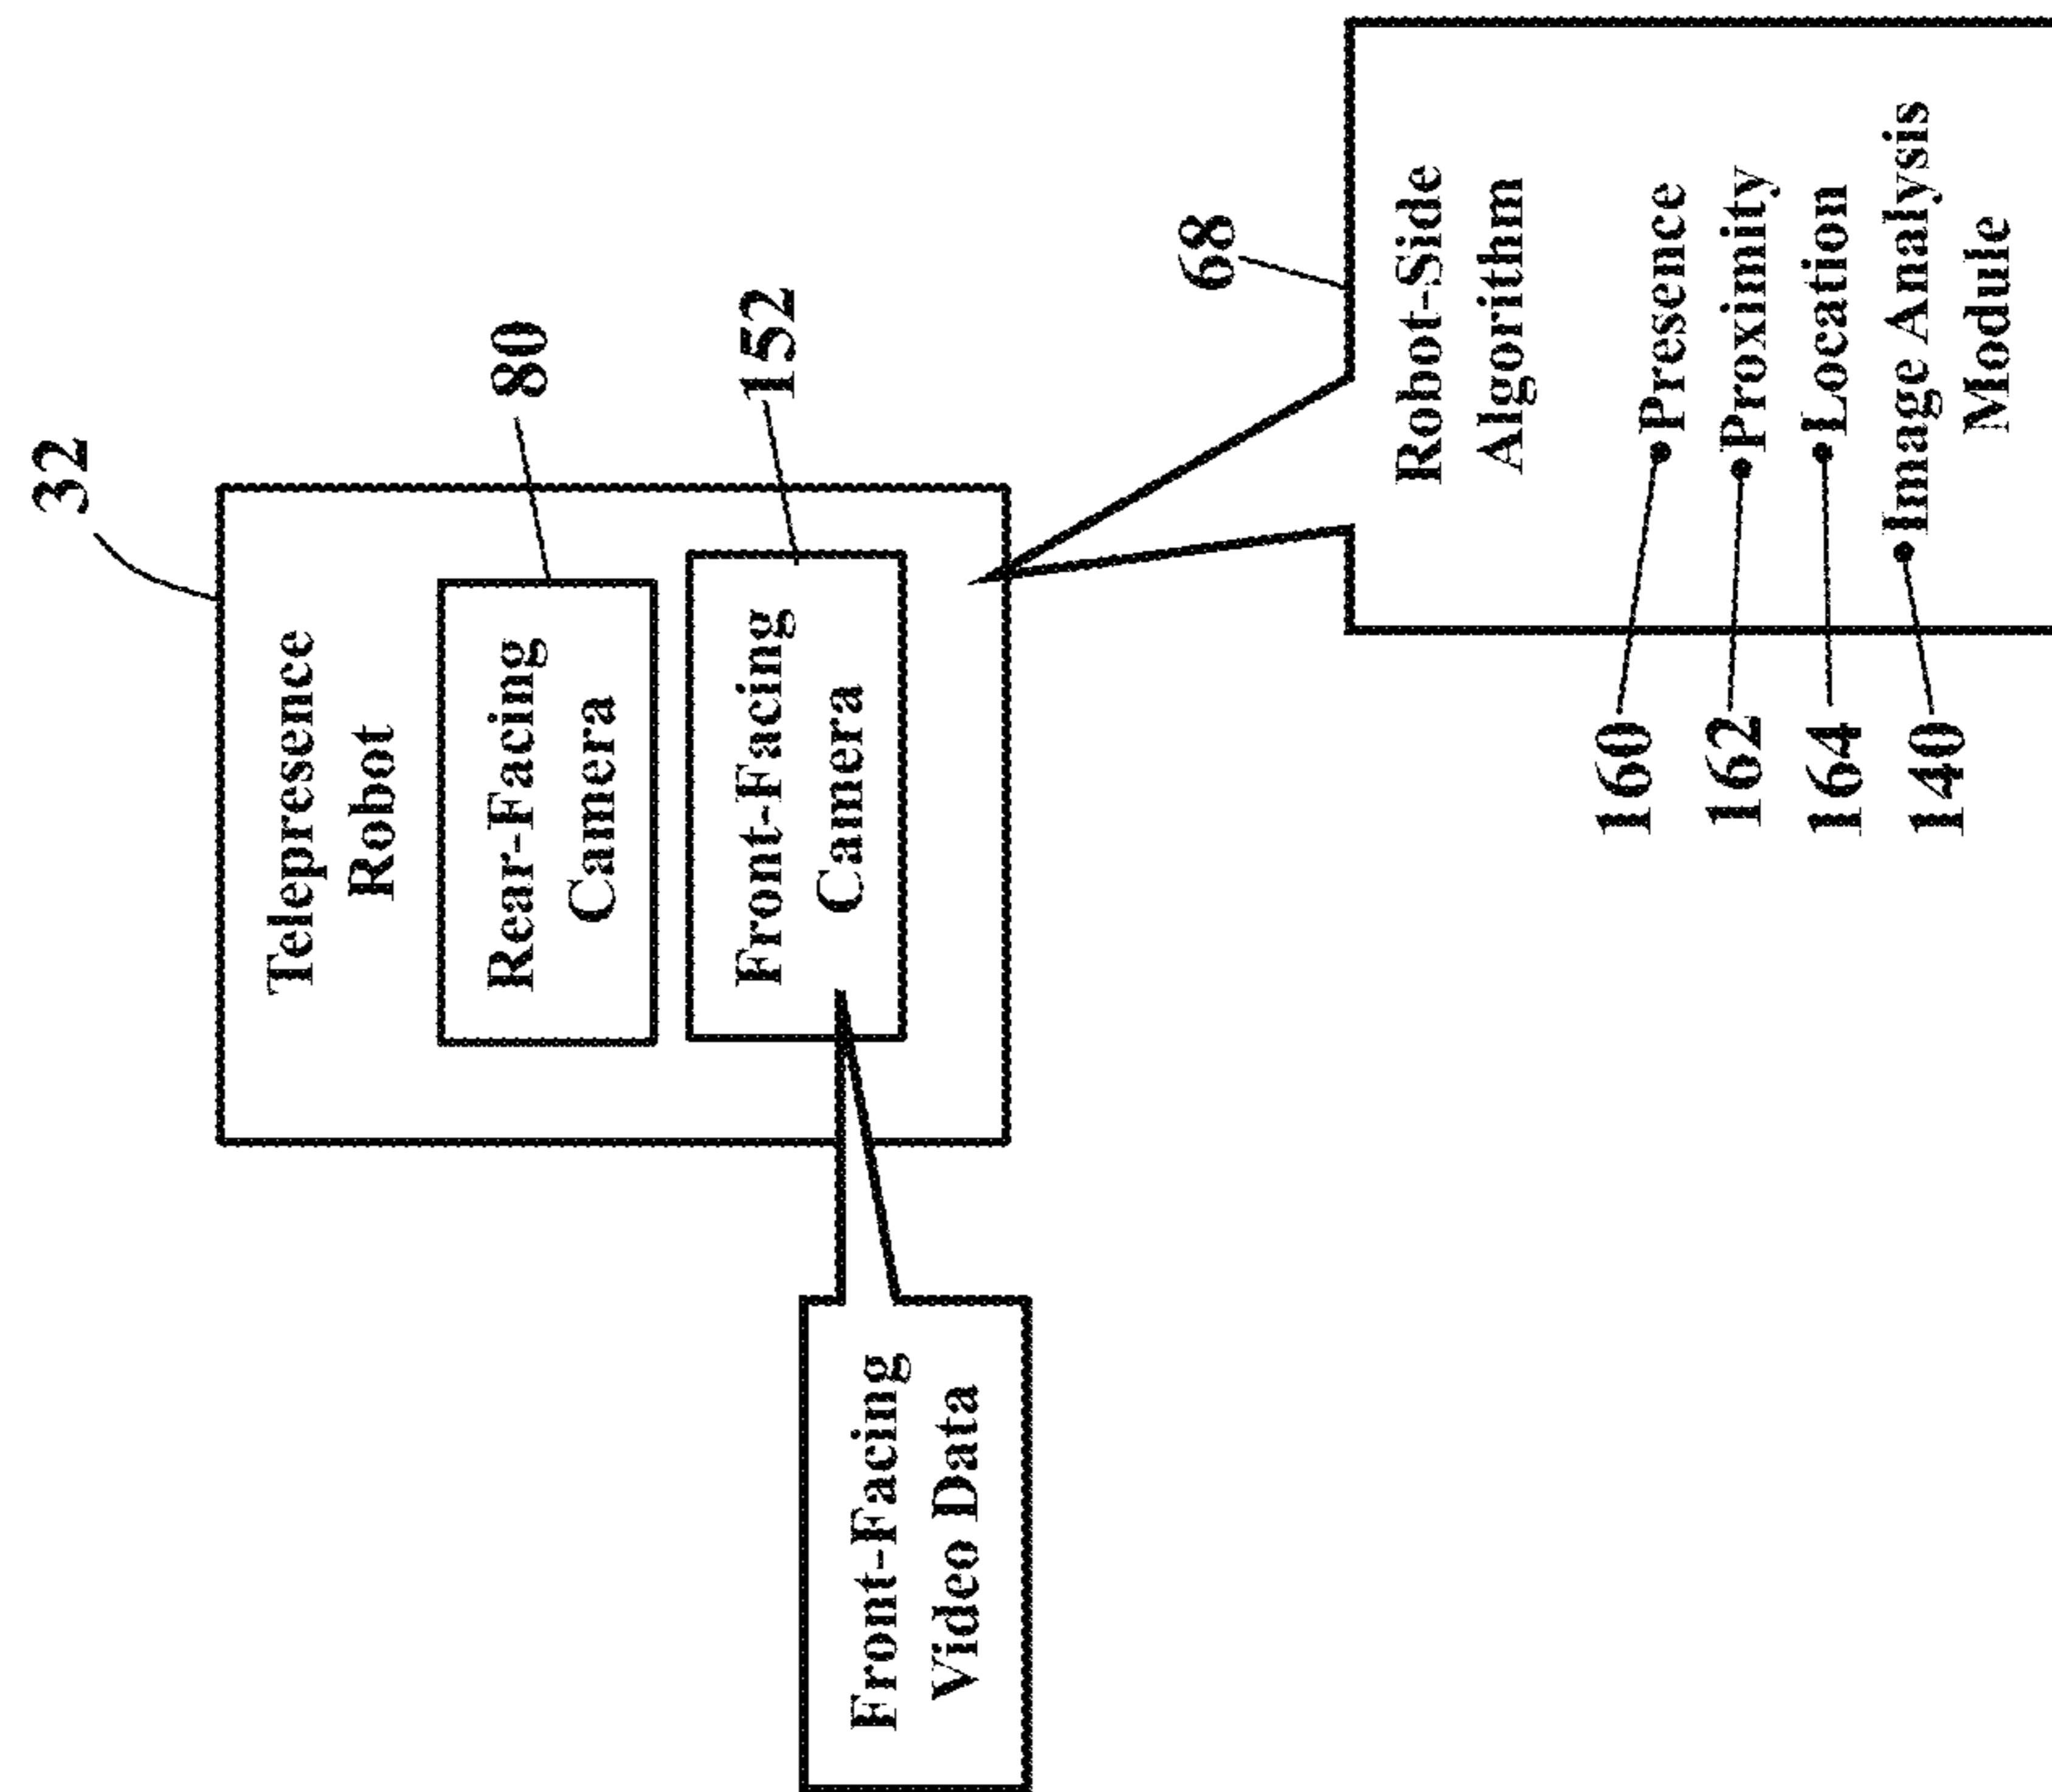 32
Telepresence
Robot
Rear-Facing
Camera
80
Front-Facing
Camera
152
Front-Facing
Video Data
68
Robot-Side
Algorithm
160
•Presence
162
•Proximity
164
•Location
140
•Image Analysis
Module